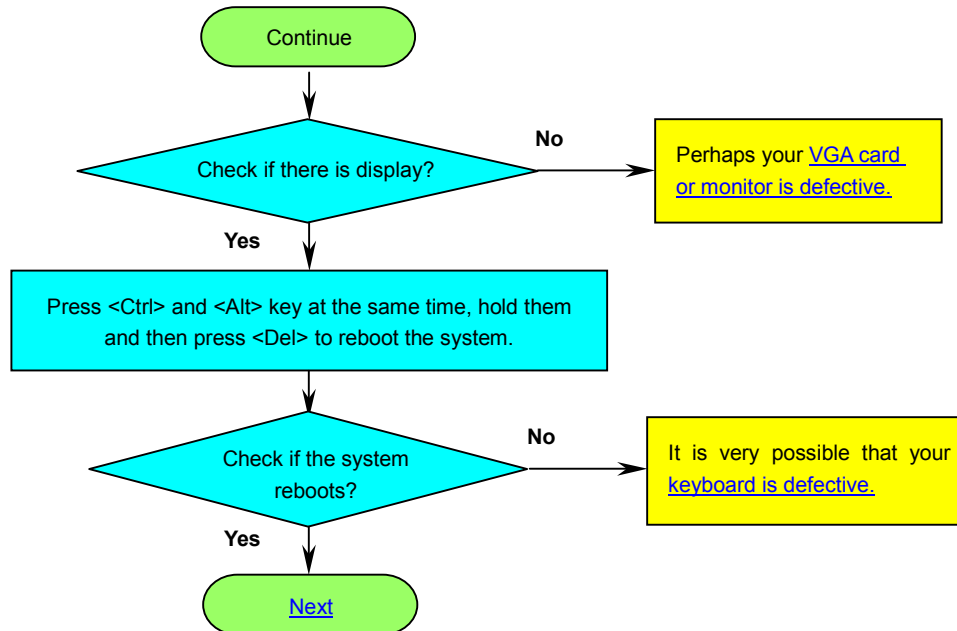 Continue
Check if there is display?
No
Perhaps your VGA card
or monitor is defective.
Yes
Press <Ctrl> and <Alt> key at the same time, hold them
and then press <Del> to reboot the system.
Check if the system
reboots?
No
It is very possible that your
keyboard is defective.
Yes
Next